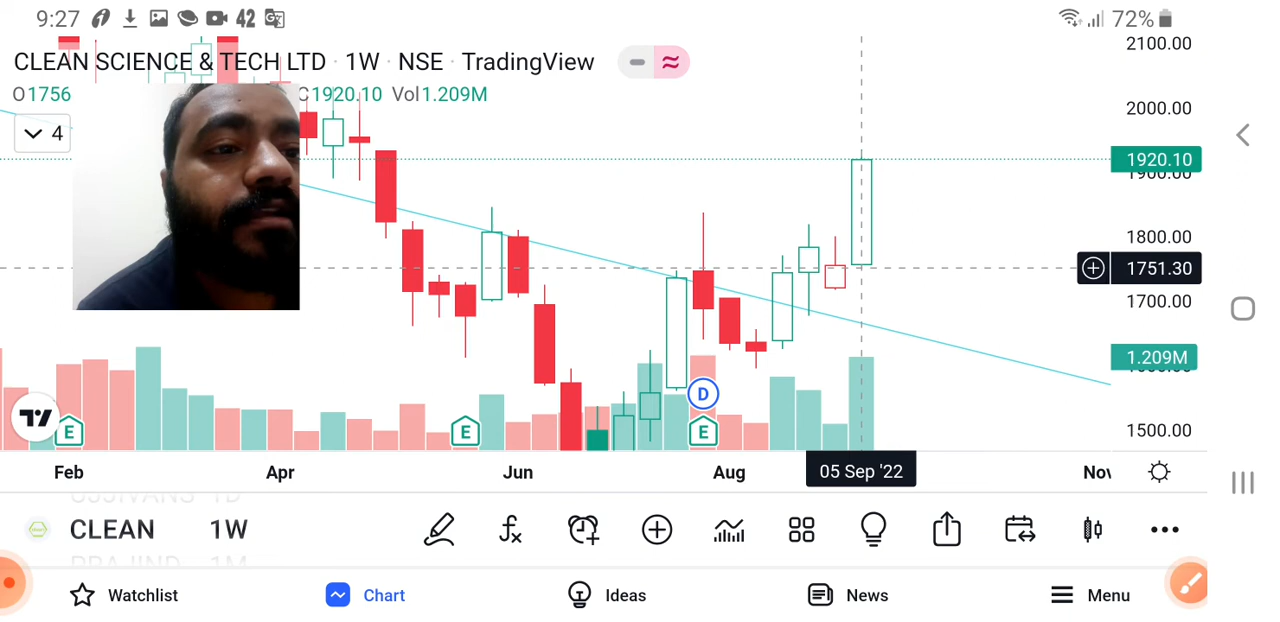 9:27 42 72%
CLEAN SCIENCE & TECH LTD · 1W · NSE · TradingView
O1756 C1920.10 Vol1.209M
4
2100.00
2000.00
1920.10
1900.00
1800.00
1751.30
1700.00
1.209M
1500.00
D
E E E
Feb Apr Jun Aug 05 Sep '22 Nov
CLEAN 1W
Watchlist Chart Ideas News Menu